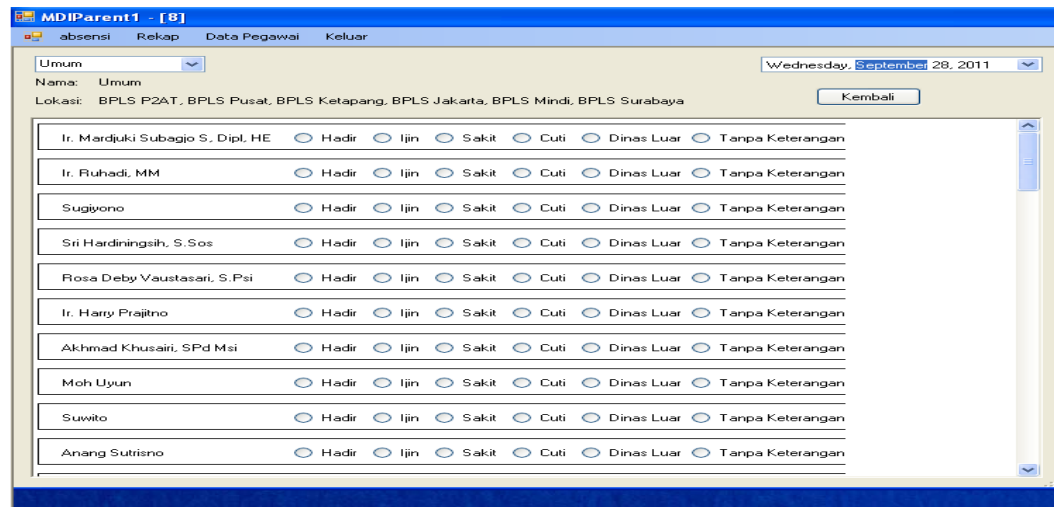 MDIParent1 - [8]
absensi Rekap Data Pegawai Keluar
Umum Wednesday, September 28, 2011
Nama: Umum
Lokasi: BPLS P2AT, BPLS Pusat, BPLS Ketapang, BPLS Jakarta, BPLS Mindi, BPLS Surabaya Kembali
Ir. Mardjuki Subagjo S, Dipl, HE Hadir Ijin Sakit Cuti Dinas Luar Tanpa Keterangan
Ir. Ruhadi, MM Hadir Ijin Sakit Cuti Dinas Luar Tanpa Keterangan
Sugiyono Hadir Ijin Sakit Cuti Dinas Luar Tanpa Keterangan
Sri Hardiningsih, S.Sos Hadir Ijin Sakit Cuti Dinas Luar Tanpa Keterangan
Rosa Deby Vaustasari, S.Psi Hadir Ijin Sakit Cuti Dinas Luar Tanpa Keterangan
Ir. Harry Prajitno Hadir Ijin Sakit Cuti Dinas Luar Tanpa Keterangan
Akhmad Khusairi, SPd Msi Hadir Ijin Sakit Cuti Dinas Luar Tanpa Keterangan
Moh Uyun Hadir Ijin Sakit Cuti Dinas Luar Tanpa Keterangan
Suwito Hadir Ijin Sakit Cuti Dinas Luar Tanpa Keterangan
Anang Sutrisno Hadir Ijin Sakit Cuti Dinas Luar Tanpa Keterangan